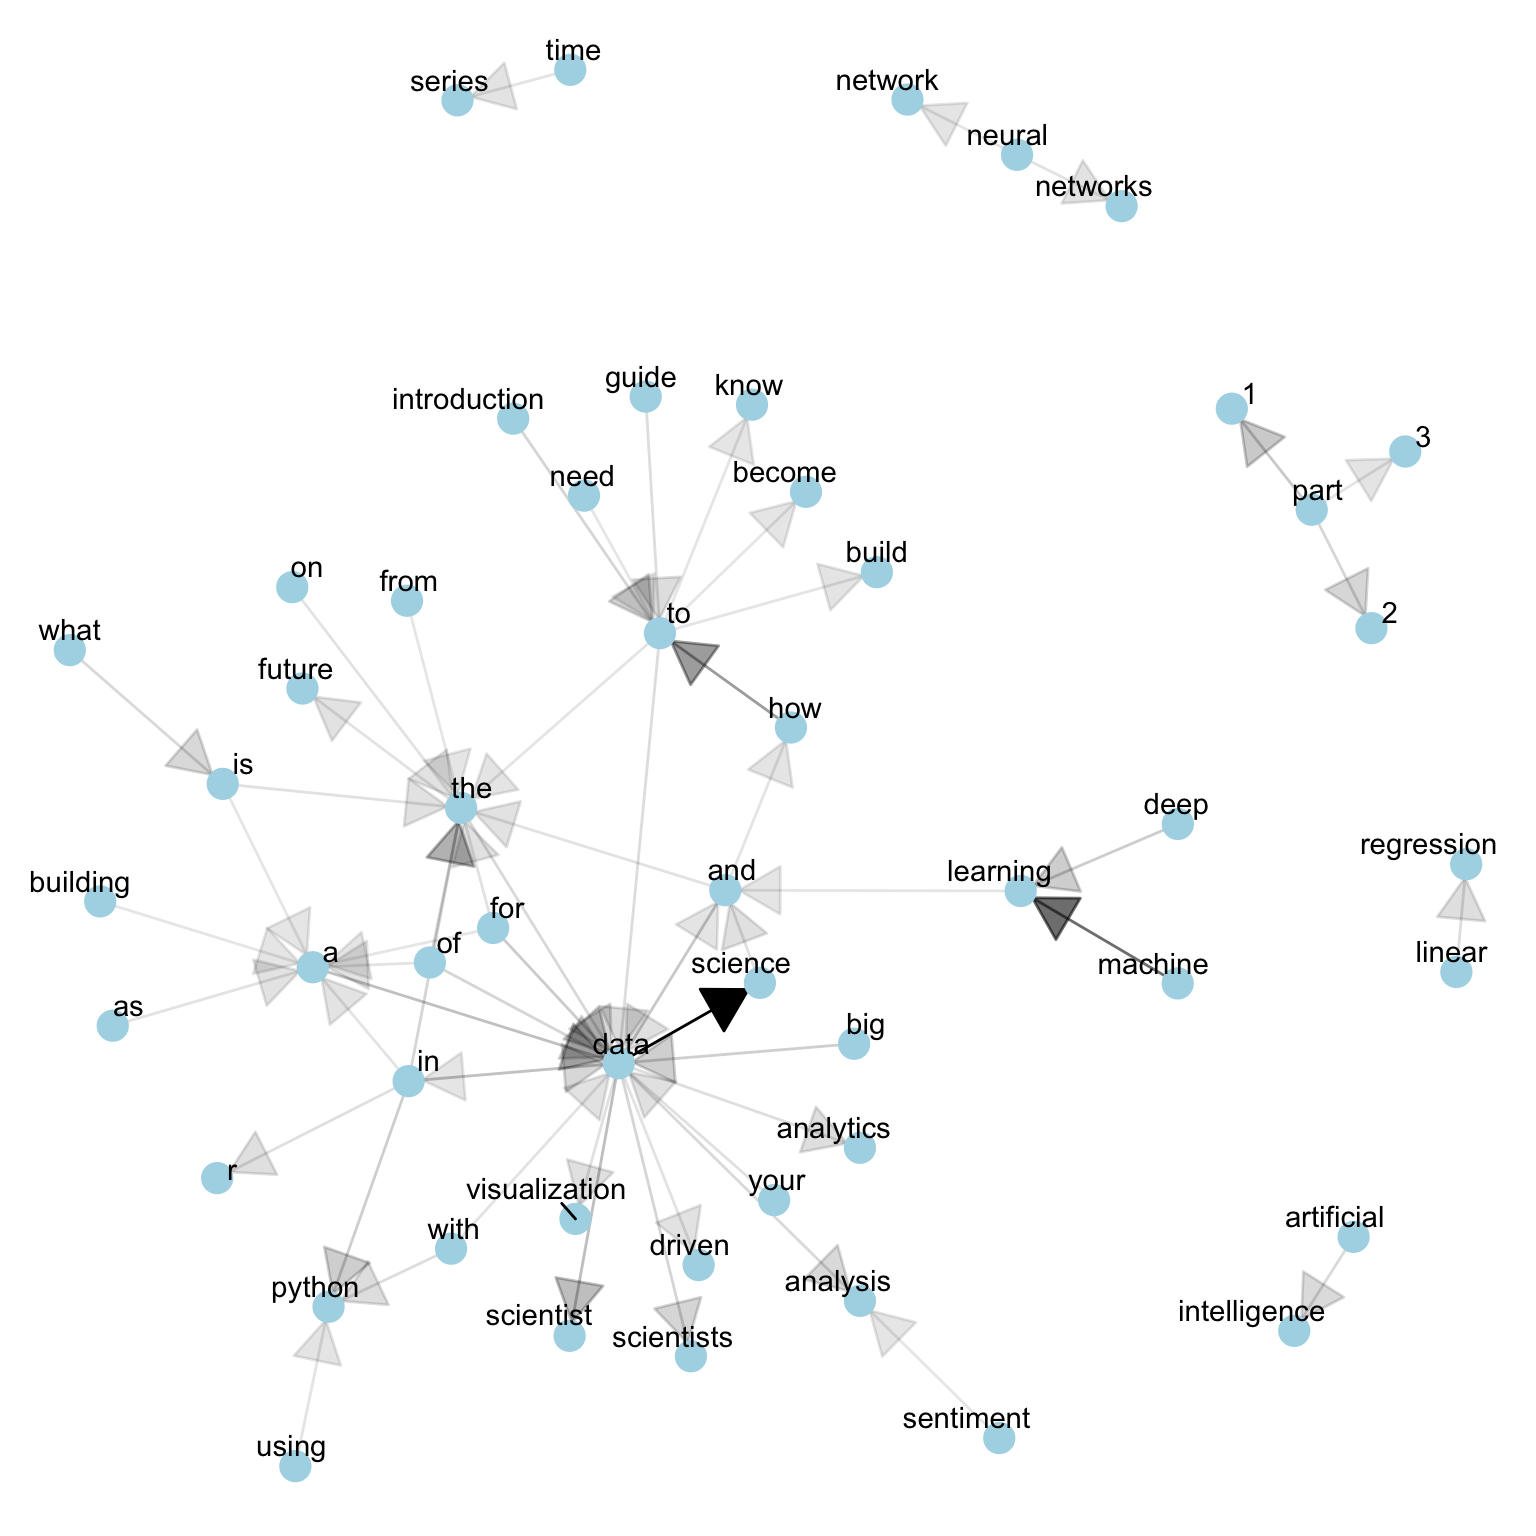 time
series
network
neural
networks
guide
know
introduction
1
3
need
become
part
build
on
from
to
2
what
future
how
is
the
deep
regression
and
learning
building
for
of
a
science
machine
linear
as
big
data
in
analytics
r
your
visualization
with
driven
artificial
analysis
python
scientist
scientists
intelligence
sentiment
using